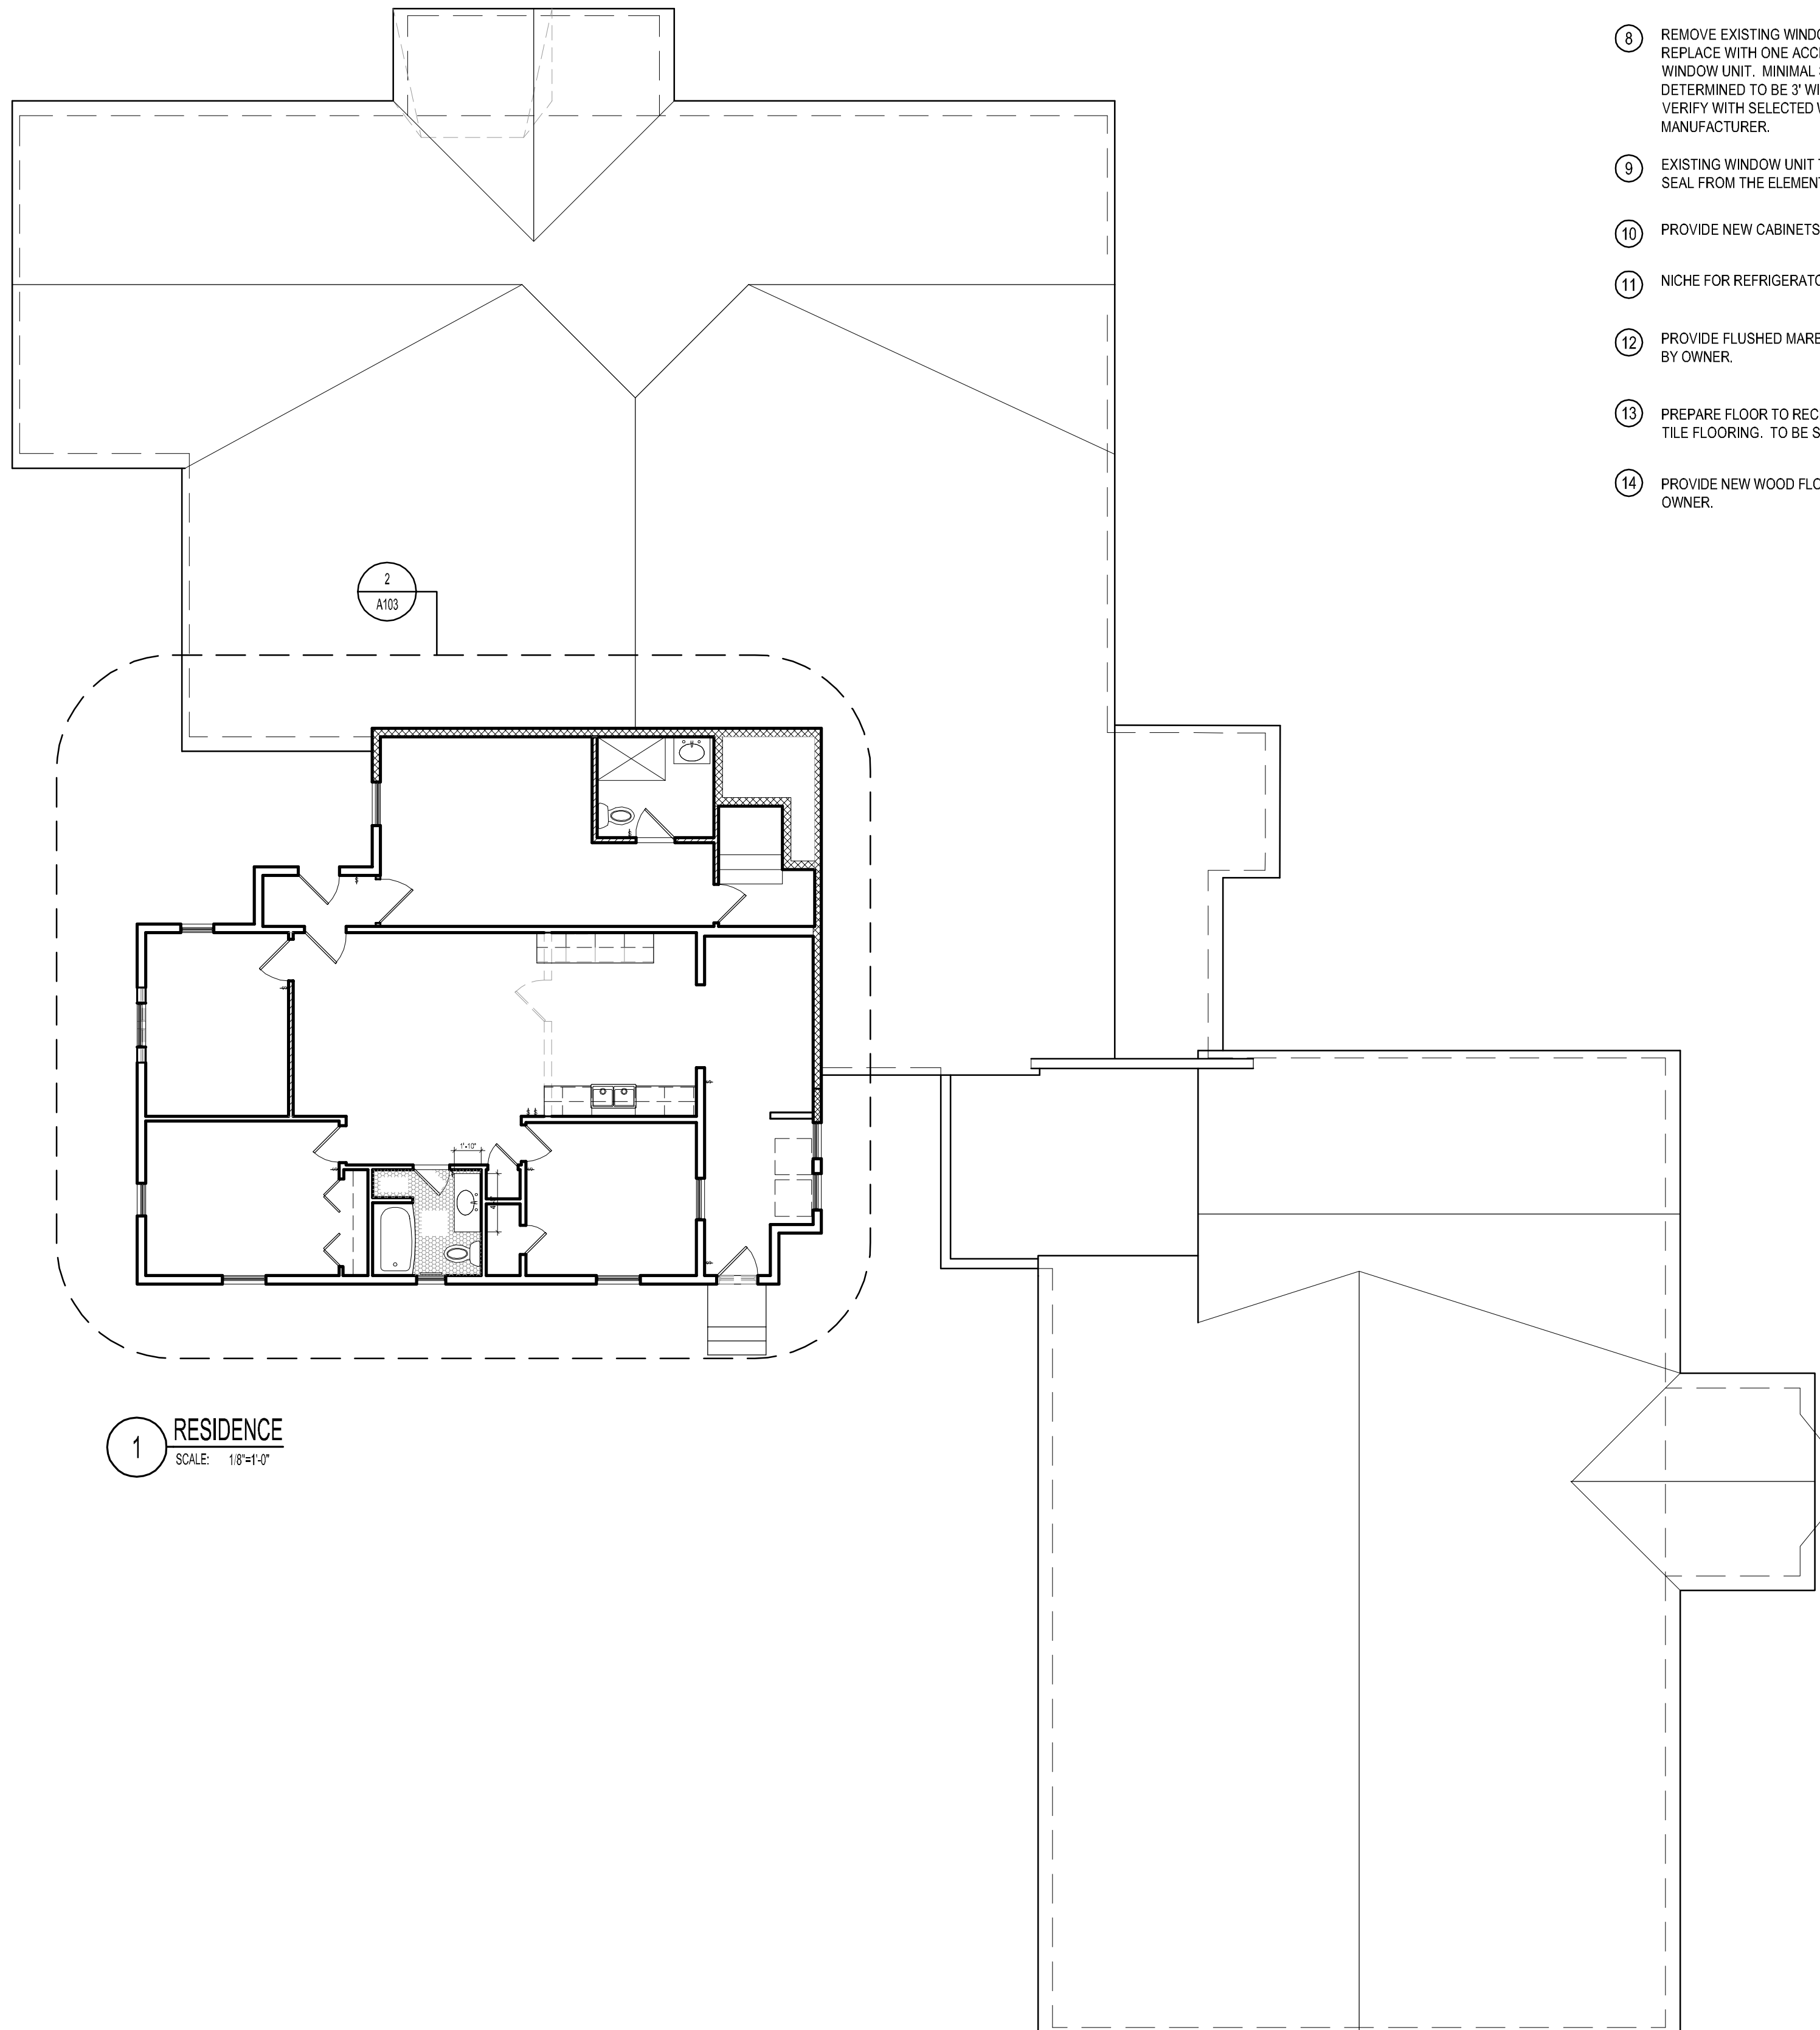 8 REMOVE EXISTING WINDO
REPLACE WITH ONE ACC
WINDOW UNIT. MINIMAL
DETERMINED TO BE 3' WI
VERIFY WITH SELECTED
MANUFACTURER.
9 EXISTING WINDOW UNIT
SEAL FROM THE ELEMEN
10 PROVIDE NEW CABINETS
11 NICHE FOR REFRIGERATO
12 PROVIDE FLUSHED MARB
BY OWNER.
13 PREPARE FLOOR TO REC
TILE FLOORING. TO BE S
14 PROVIDE NEW WOOD FLO
OWNER.
2
A103
1'-10"
1 RESIDENCE
SCALE: 1/8"=1'-0"